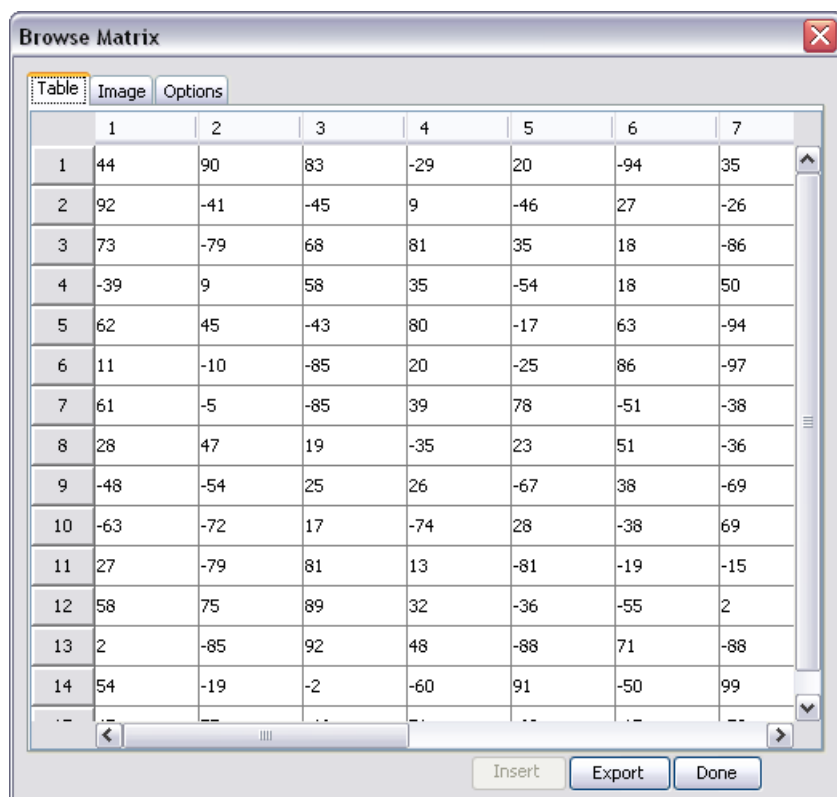 Browse Matrix
Table Image Options
1 2 3 4 5 6 7
1 44 90 83 -29 20 -94 35
2 92 -41 -45 9 -46 27 -26
3 73 -79 68 81 35 18 -86
4 -39 9 58 35 -54 18 50
5 62 45 -43 80 -17 63 -94
6 11 -10 -85 20 -25 86 -97
7 61 -5 -85 39 78 -51 -38
8 28 47 19 -35 23 51 -36
9 -48 -54 25 26 -67 38 -69
10 -63 -72 17 -74 28 -38 69
11 27 -79 81 13 -81 -19 -15
12 58 75 89 32 -36 -55 2
13 2 -85 92 48 -88 71 -88
14 54 -19 -2 -60 91 -50 99
Insert Export Done